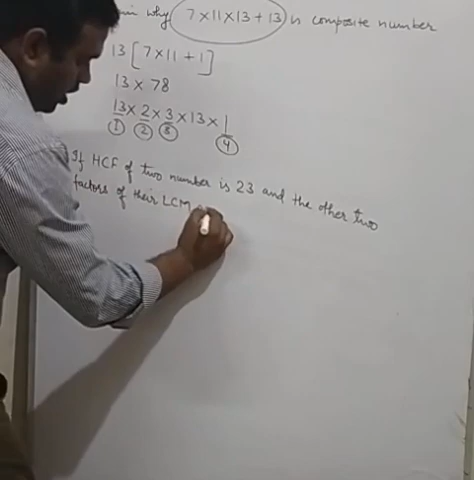 why 7×11×13+13 is composite number
13 [7×11+1]
13 × 78
13 × 2 × 3 × 13 × 1
1 2 3 4
If HCF of two number is 23 and the other two
factors of their LCM